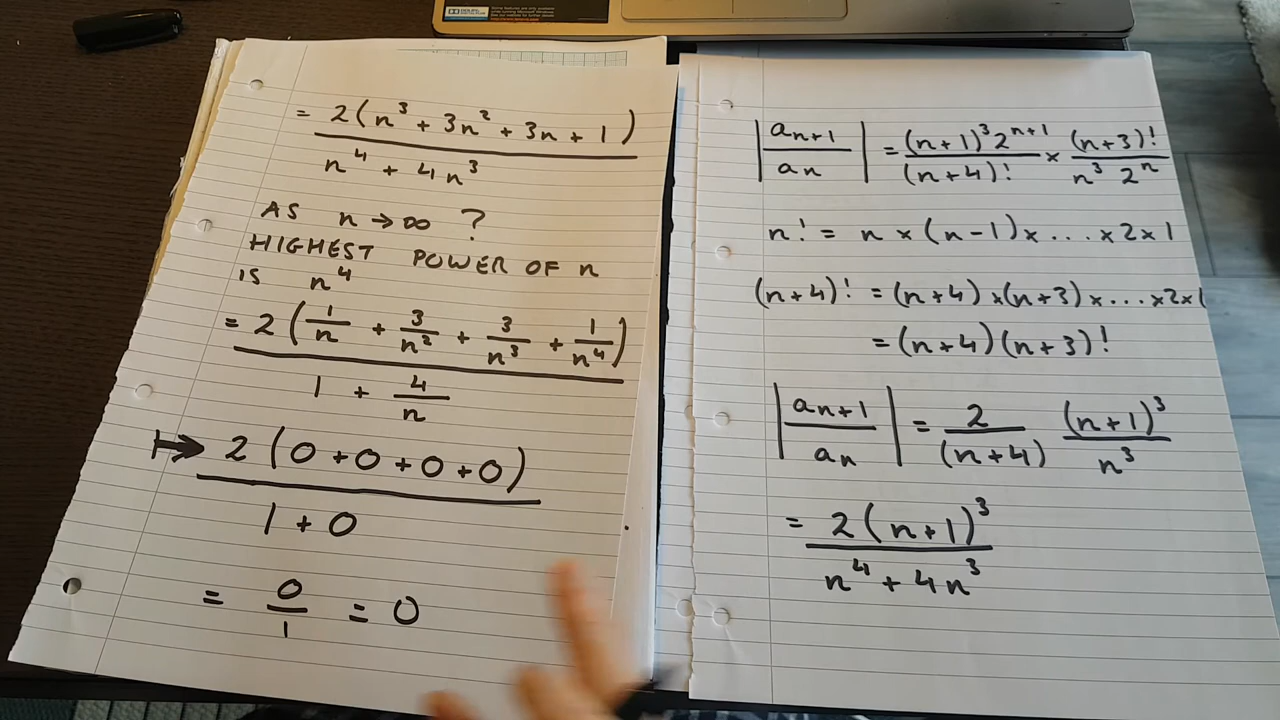 = 2(n³ + 3n² + 3n + 1) / n⁴ + 4n³
AS n → ∞ ?
HIGHEST POWER OF n
IS n⁴
= 2(1/n + 3/n² + 3/n³ + 1/n⁴) / 1 + 4/n
↦ 2(0+0+0+0) / 1+0
= 0/1 = 0
|aₙ₊₁/aₙ| = (n+1)³2ⁿ⁺¹/(n+4)! × (n+3)!/n³ 2ⁿ
n! = n×(n-1)×....×2×1
(n+4)! = (n+4)×(n+3)×....×2×1
= (n+4)(n+3)!
|aₙ₊₁/aₙ| = 2/(n+4) (n+1)³/n³
= 2(n+1)³ / n⁴ + 4n³